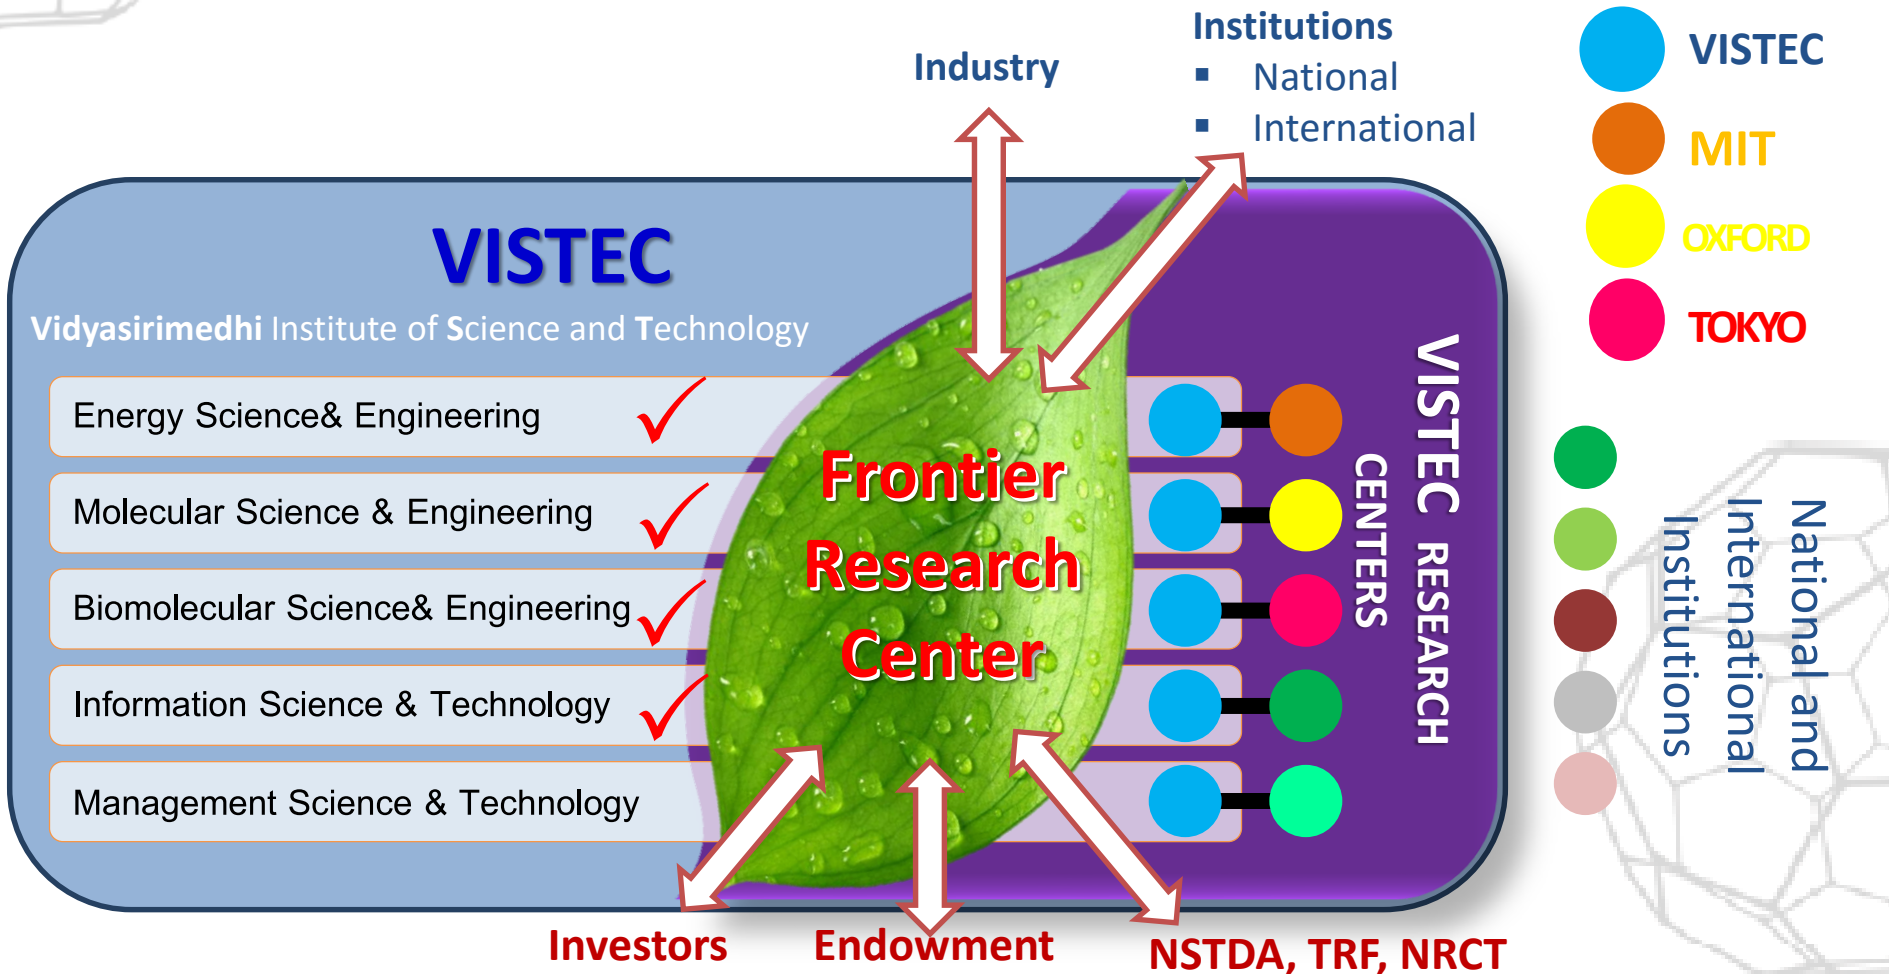 Industry
Institutions
▪ National
▪ International
VISTEC
MIT
OXFORD
TOKYO
VISTEC
Vidyasirimedhi Institute of Science and Technology
Energy Science& Engineering
Molecular Science & Engineering
Biomolecular Science& Engineering
Information Science & Technology
Management Science & Technology
Frontier
Research
Center
VISTEC RESEARCH
CENTERS
National and
International
Institutions
Investors
Endowment
NSTDA, TRF, NRCT